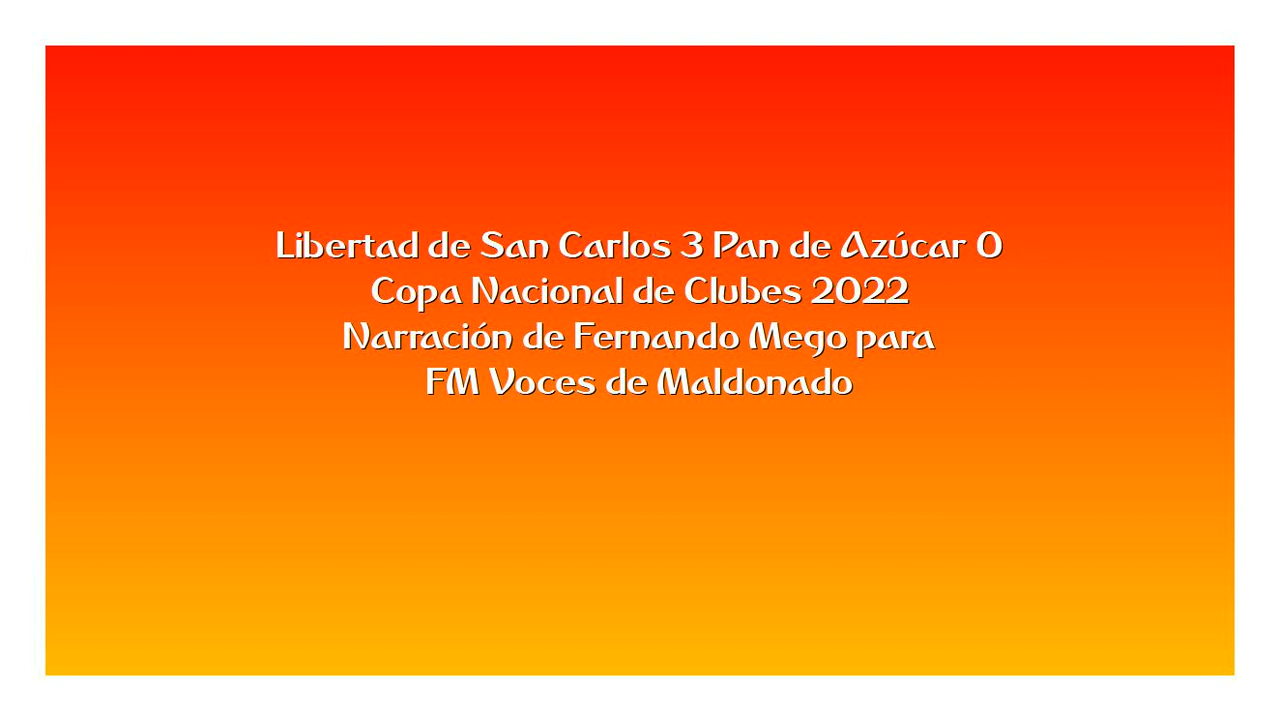 Libertad de San Carlos 3 Pan de Azúcar 0
Copa Nacional de Clubes 2022
Narración de Fernando Mego para
FM Voces de Maldonado